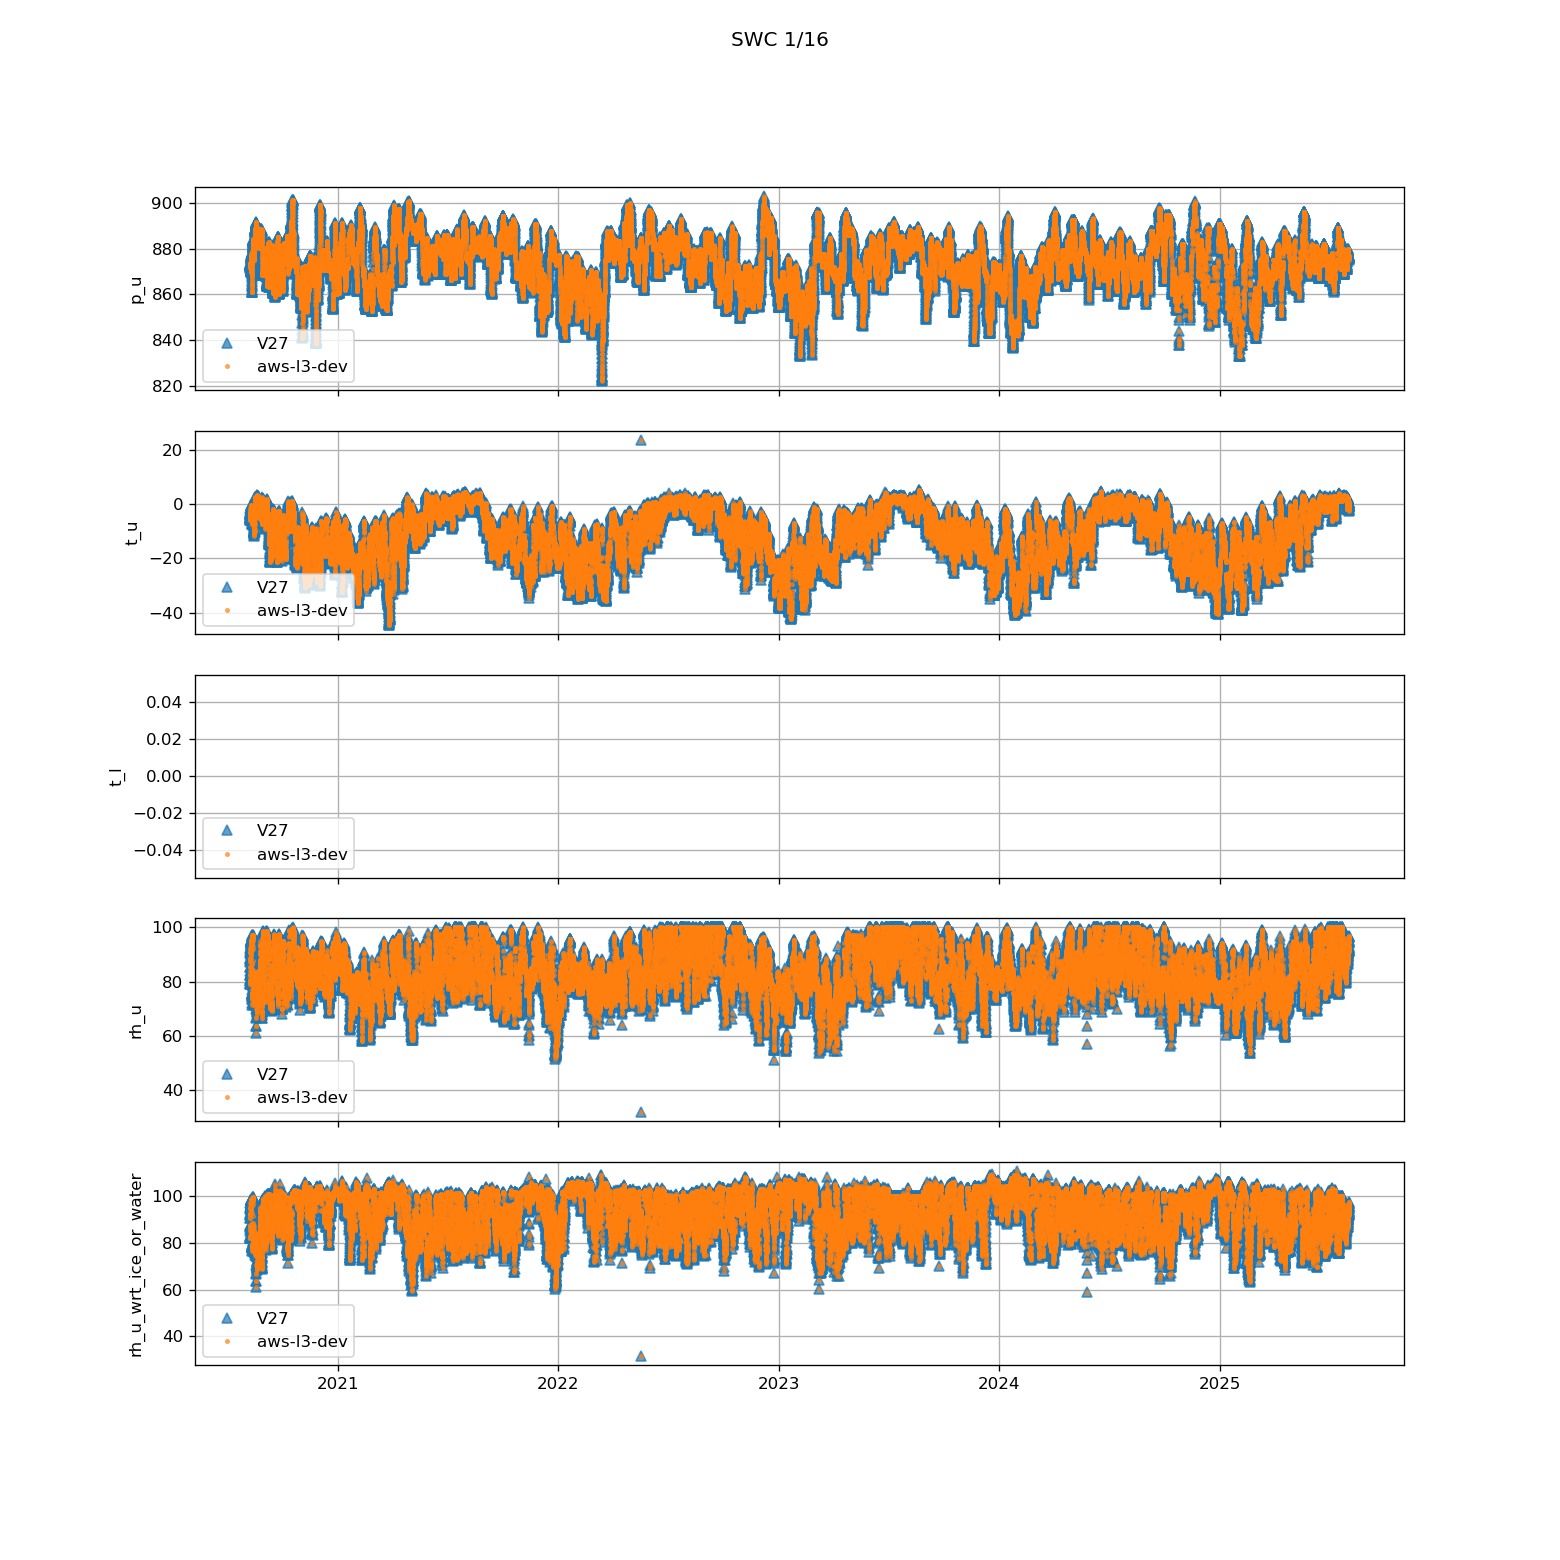 SWC 1/16
900
880
860
840
820
p_u
V27
aws-l3-dev
20
0
−20
−40
t_u
V27
aws-l3-dev
0.04
0.02
0.00
−0.02
−0.04
t_l
V27
aws-l3-dev
100
80
60
40
rh_u
V27
aws-l3-dev
100
80
60
40
rh_u_wrt_ice_or_water
V27
aws-l3-dev
2021 2022 2023 2024 2025